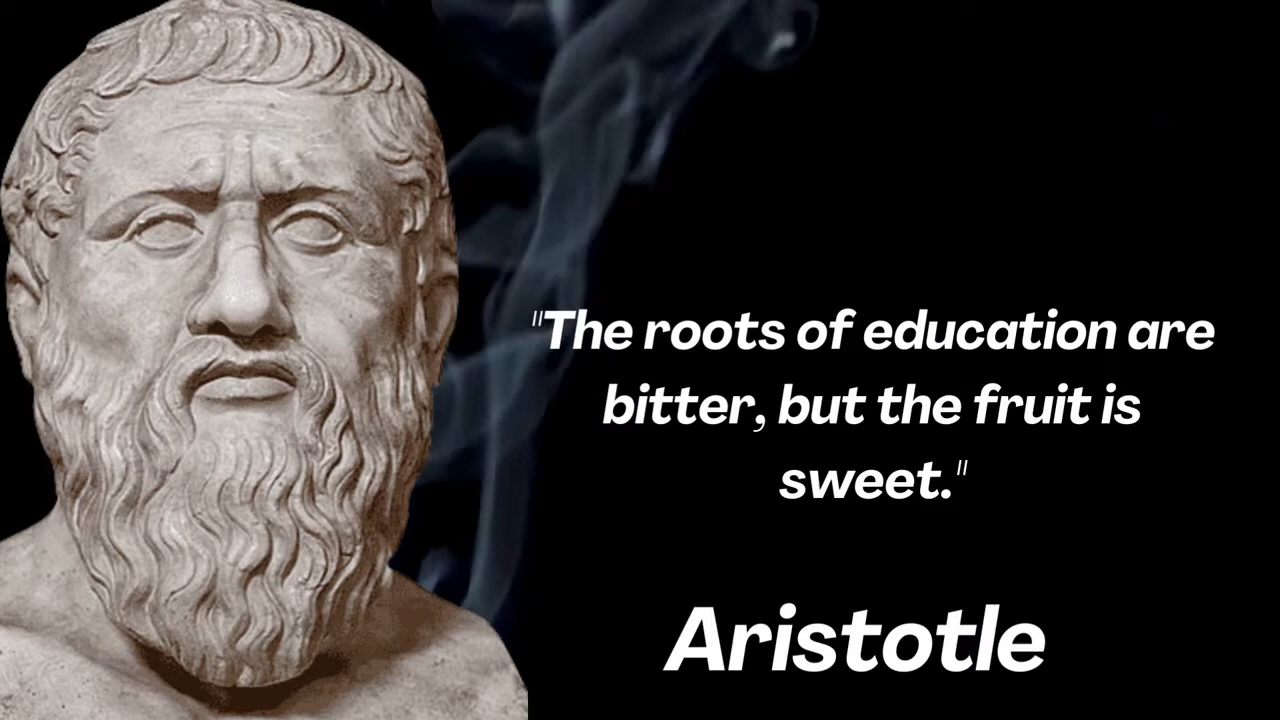 "The roots of education are
bitter, but the fruit is
sweet."
Aristotle